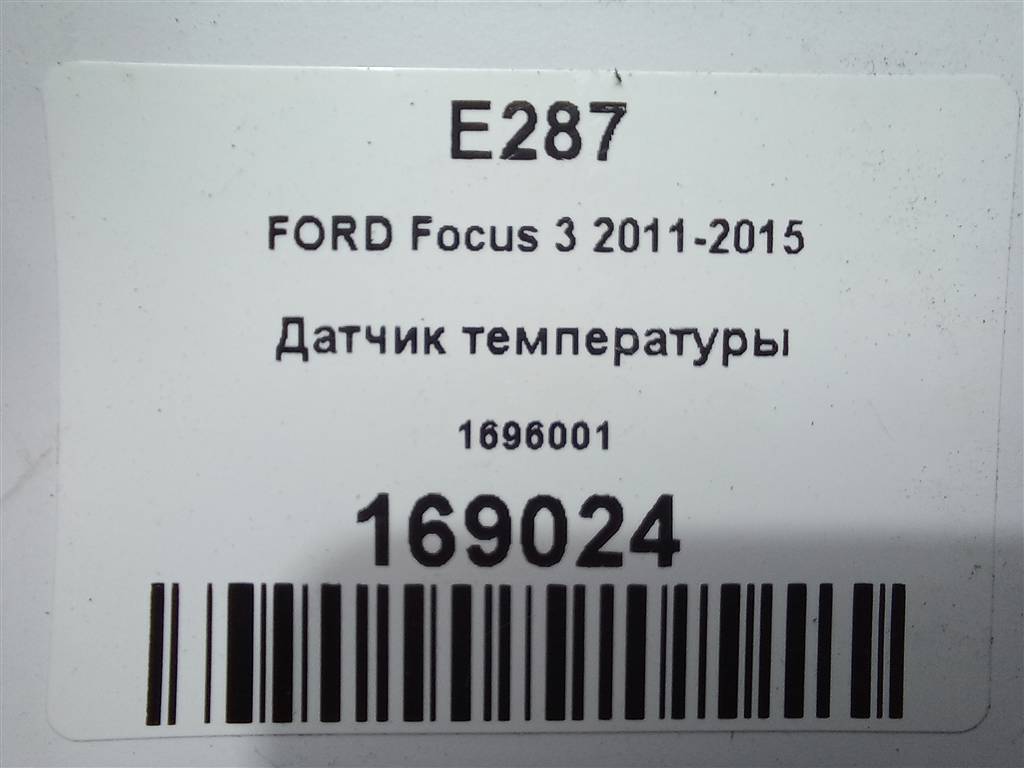 E287
FORD Focus 3 2011-2015
Датчик температуры
1696001
169024